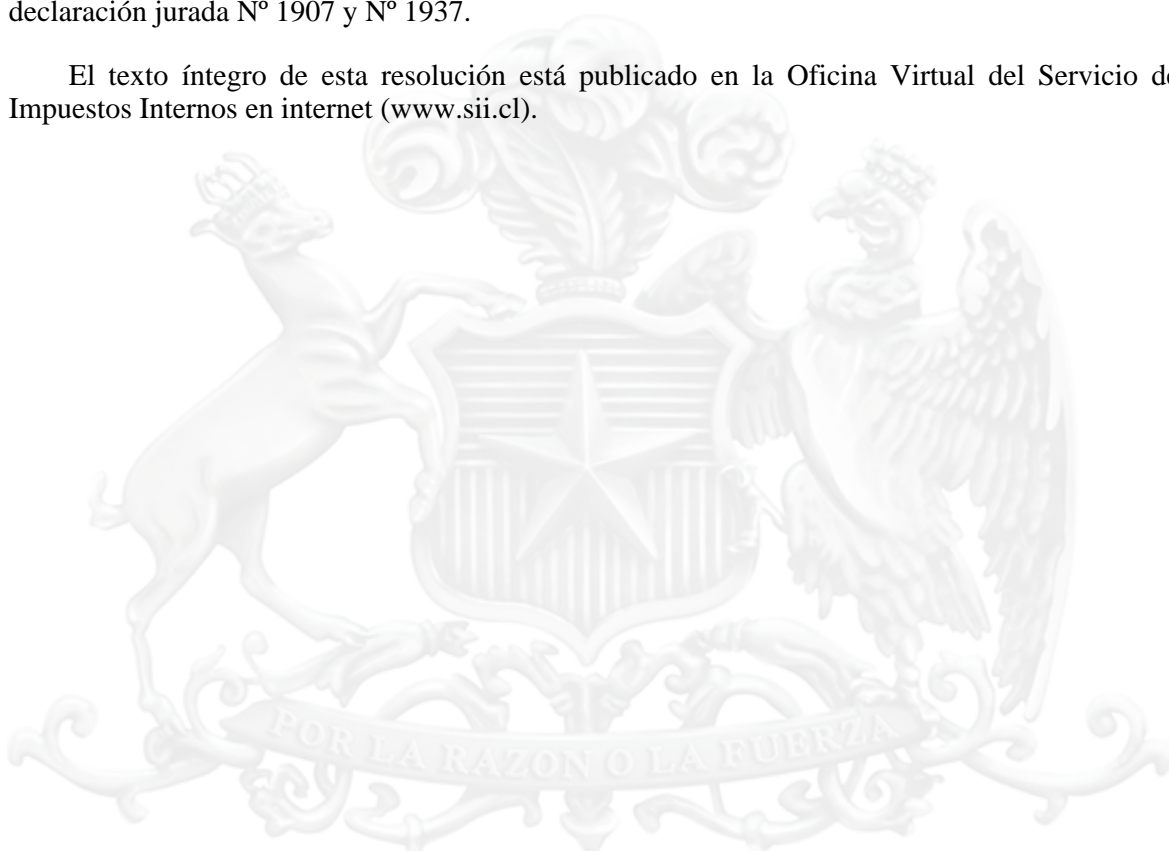 declaración jurada Nº 1907 y Nº 1937.
El texto íntegro de esta resolución está publicado en la Oficina Virtual del Servicio de
Impuestos Internos en internet (www.sii.cl).
POR LA RAZON O LA FUERZA